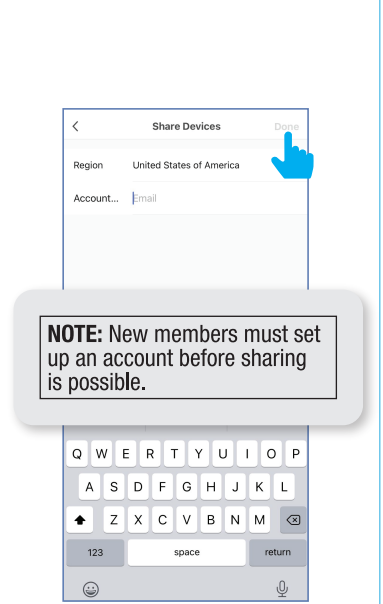 Share Devices Done
Region United States of America
Account... Email
NOTE: New members must set
up an account before sharing
is possible.
Q W E R T Y U I O P
A S D F G H J K L
Z X C V B N M
123 space return